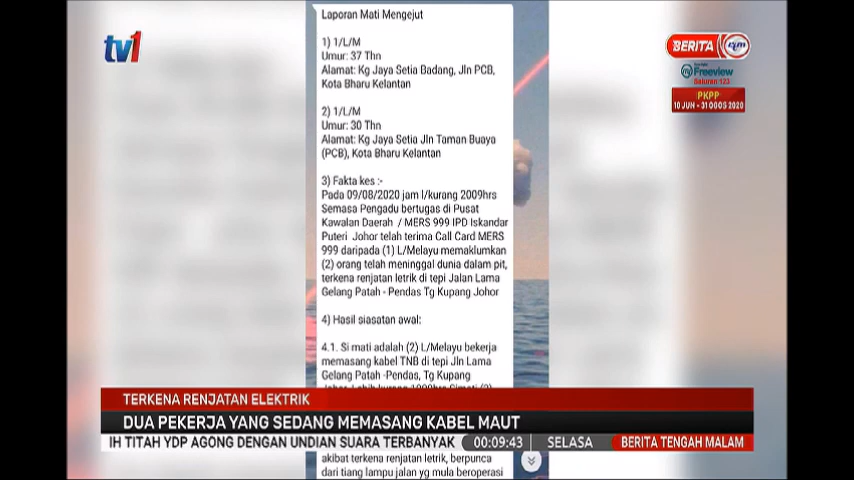 Laporan Mati Mengejut
1) 1/L/M
Umur: 37 Thn
Alamat: Kg Jaya Setia Badang, Jln PCB,
Kota Bharu Kelantan
2) 1/L/M
Umur: 30 Thn
Alamat: Kg Jaya Setia Jln Taman Buaya
(PCB), Kota Bharu Kelantan
3) Fakta kes :-
Pada 09/08/2020 jam l/kurang 2009hrs
Semasa Pengadu bertugas di Pusat
Kawalan Daerah / MERS 999 IPD Iskandar
Puteri Johor telah terima Call Card MERS
999 daripada (1) L/Melayu memaklumkan
(2) orang telah meninggal dunia dalam pit,
terkena renjatan letrik di tepi Jalan Lama
Gelang Patah - Pendas Tg Kupang Johor
4) Hasil siasatan awal:
4.1. Si mati adalah (2) L/Melayu bekerja
memasang kabel TNB di tepi Jln Lama
Gelang Patah -Pendas, Tg Kupang
akibat terkena renjatan letrik, berpunca
dari tiang lampu jalan yg mula beroperasi
tv1
BERITA rtm
Freeview
Saluran 123
PKPP
10 JUN - 31 OGOS 2020
TERKENA RENJATAN ELEKTRIK
DUA PEKERJA YANG SEDANG MEMASANG KABEL MAUT
IH TITAH YDP AGONG DENGAN UNDIAN SUARA TERBANYAK 00:09:43 SELASA BERITA TENGAH MALAM